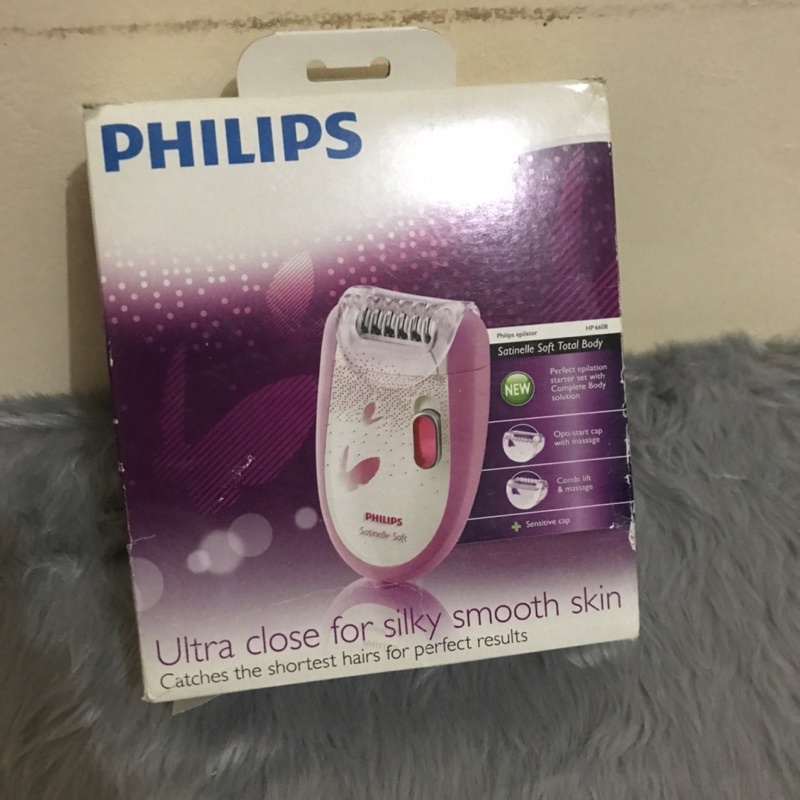 PHILIPS
Philips epilator HP6608
Satinelle Soft Total Body
NEW
Perfect epilation
starter set with
Complete Body
solution
Opti-start cap
with massage
Combi lift
& massage
+ Sensitive cap
PHILIPS
Satinelle Soft
Ultra close for silky smooth skin
Catches the shortest hairs for perfect results